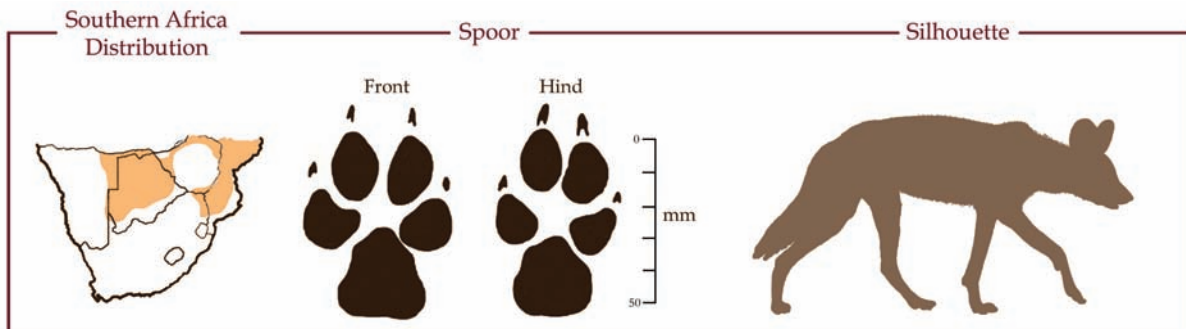 Southern Africa
Distribution
Spoor
Silhouette
Front
Hind
0
mm
50